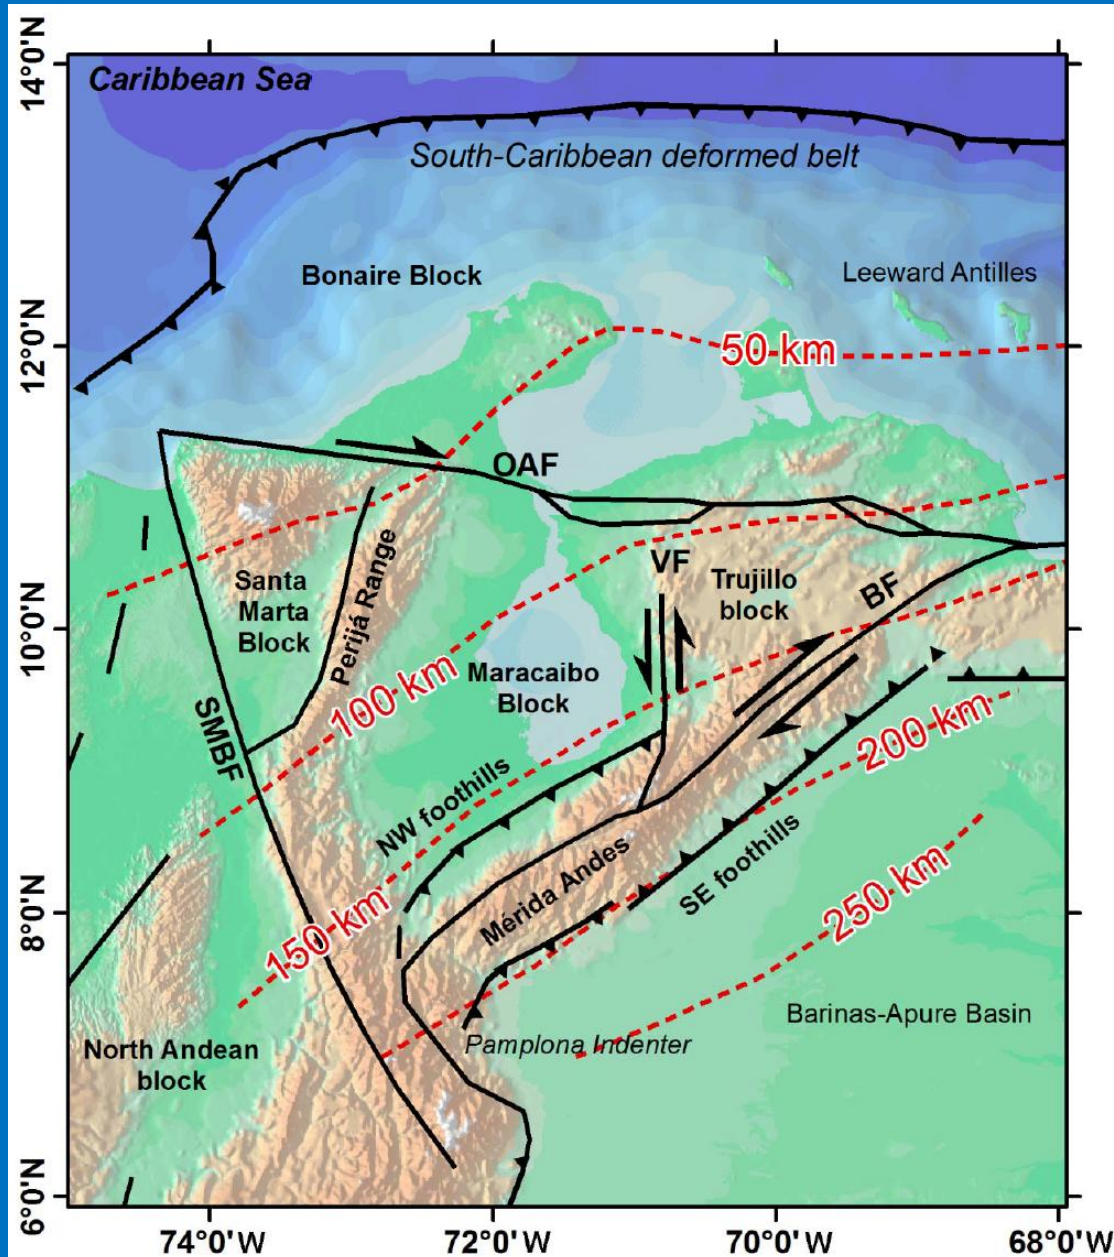 14°0'N
12°0'N
10°0'N
8°0'N
6°0'N
Caribbean Sea
South-Caribbean deformed belt
Bonaire Block
Leeward Antilles
50 km
OAF
VF
Trujillo
block
BF
Santa
Marta
Block
Perijá Range
100 km
Maracaibo
Block
SMBF
200 km
NW foothills
SE foothills
Mérida Andes
250 km
150 km
Barinas-Apure Basin
Pamplona Indenter
North Andean
block
74°0'W
72°0'W
70°0'W
68°0'W